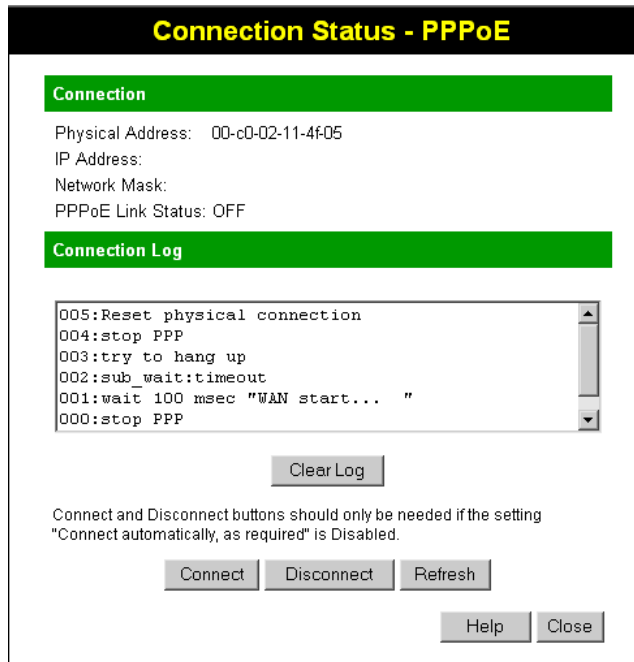 Connection Status - PPPoE
Connection
Physical Address: 00-c0-02-11-4f-05
IP Address:
Network Mask:
PPPoE Link Status: OFF
Connection Log
005:Reset physical connection
004:stop PPP
003:try to hang up
002:sub_wait:timeout
001:wait 100 msec "WAN start...  "
000:stop PPP
Clear Log
Connect and Disconnect buttons should only be needed if the setting
"Connect automatically, as required" is Disabled.
Connect Disconnect Refresh
Help Close